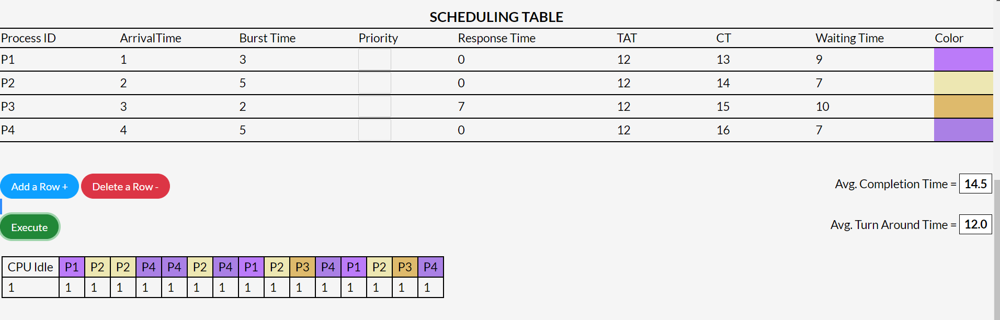 SCHEDULING TABLE
Process ID ArrivalTime Burst Time Priority Response Time TAT CT Waiting Time Color
P1 1 3 0 12 13 9
P2 2 5 0 12 14 7
P3 3 2 7 12 15 10
P4 4 5 0 12 16 7
Add a Row + Delete a Row -
Avg. Completion Time = 14.5
Execute
Avg. Turn Around Time = 12.0
CPU Idle P1 P2 P2 P4 P4 P2 P4 P1 P2 P3 P4 P1 P2 P3 P4
1 1 1 1 1 1 1 1 1 1 1 1 1 1 1 1